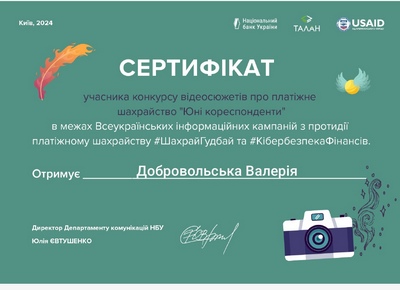 Київ, 2024
Національний
банк України
ТАЛАН
USAID
СЕРТИФІКАТ
учасника конкурсу відеосюжетів про платіжне
шахрайство "Юні кореспонденти"
в межах Всеукраїнських інформаційних кампаній з протидії
платіжному шахрайству #ШахрайГудбай та #КібербезпекаФінансів.
Отримує Добровольська Валерія
Директор Департаменту комунікацій НБУ
Юлія ЄВТУШЕНКО